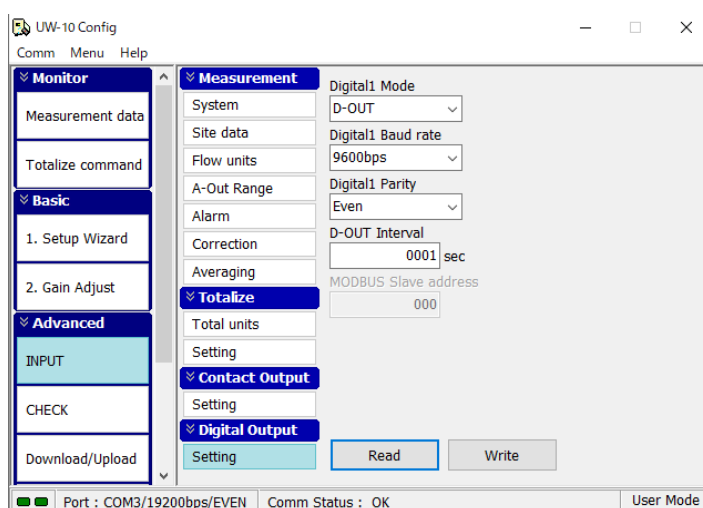 UW-10 Config
Comm Menu Help
Monitor
Measurement data
Totalize command
Basic
1. Setup Wizard
2. Gain Adjust
Advanced
INPUT
CHECK
Download/Upload
Measurement
System
Site data
Flow units
A-Out Range
Alarm
Correction
Averaging
Totalize
Total units
Setting
Contact Output
Setting
Digital Output
Setting
Digital1 Mode
D-OUT
Digital1 Baud rate
9600bps
Digital1 Parity
Even
D-OUT Interval
0001 sec
MODBUS Slave address
000
Read Write
Port : COM3/19200bps/EVEN Comm Status : OK User Mode